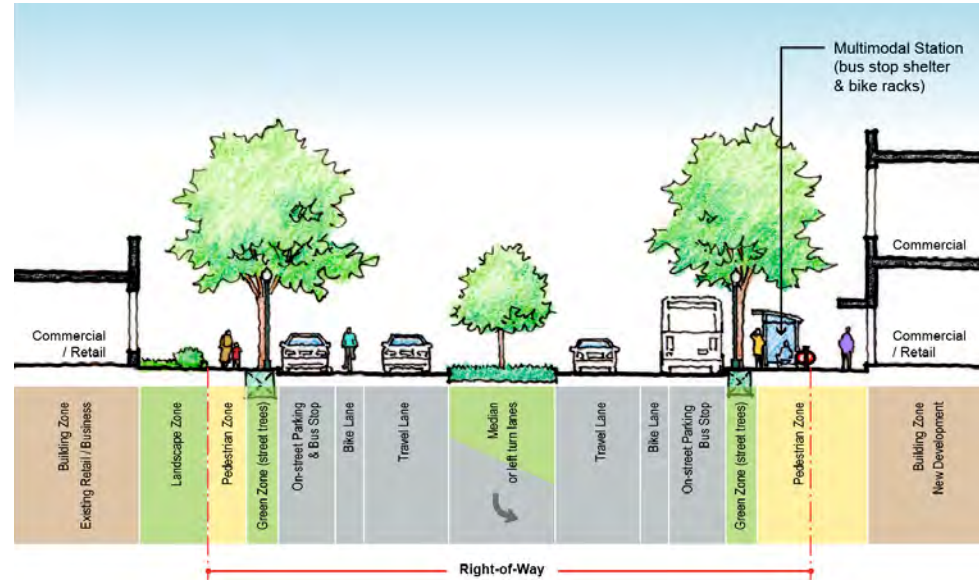 Multimodal Station
(bus stop shelter
& bike racks)
Commercial
Commercial
/ Retail
Commercial
/ Retail
Building Zone
Existing Retail / Business
Landscape Zone
Pedestrian Zone
Green Zone (street trees)
On-street Parking
& Bus Stop
Bike Lane
Travel Lane
Median
or left turn lanes
Travel Lane
Bike Lane
On-street Parking
Bus Stop
Green Zone (street trees)
Pedestrian Zone
Building Zone
New Development
Right-of-Way